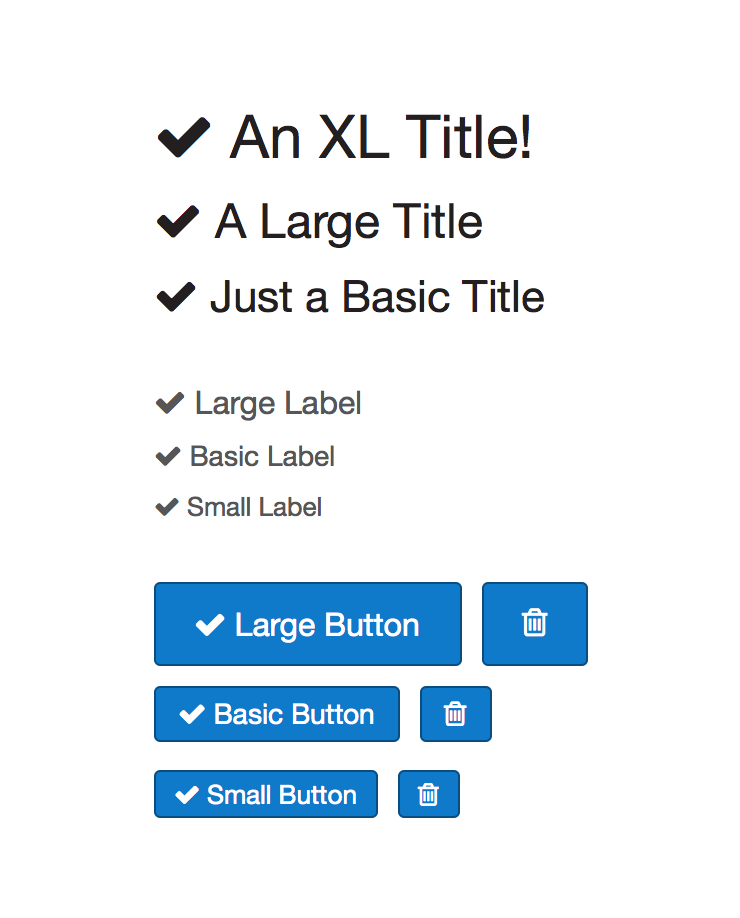 An XL Title!
A Large Title
Just a Basic Title
Large Label
Basic Label
Small Label
Large Button
Basic Button
Small Button